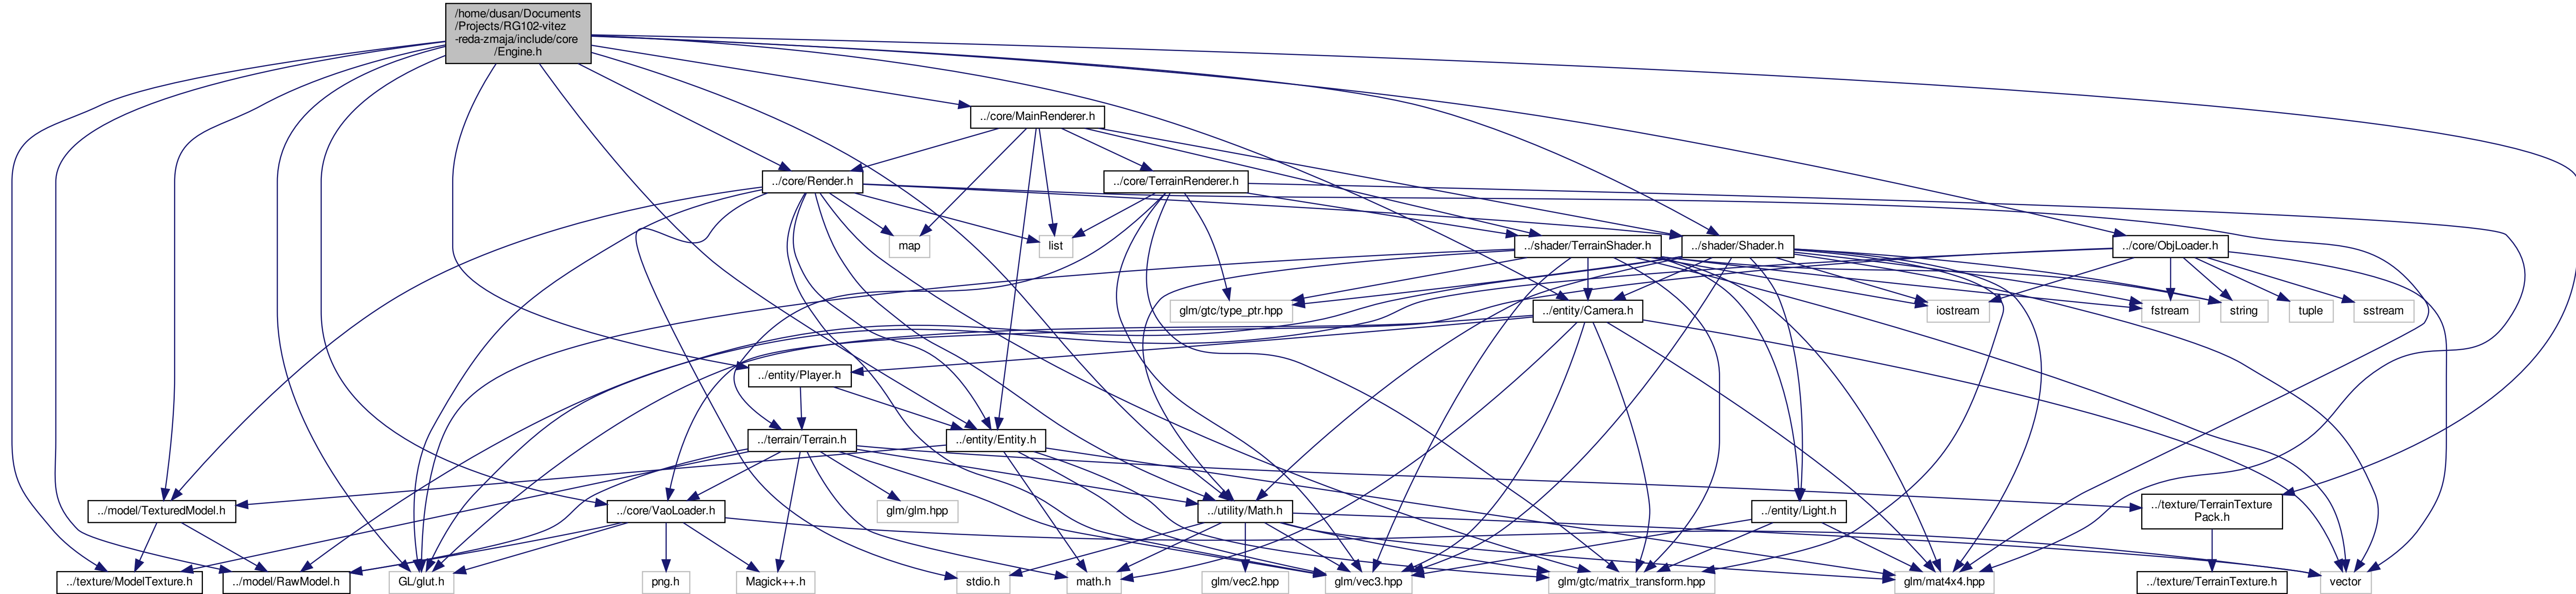 /home/dusan/Documents
/Projects/RG102-vitez
-reda-zmaja/include/core
/Engine.h
../core/MainRenderer.h
../core/Render.h
../core/TerrainRenderer.h
map
list
../shader/TerrainShader.h
../shader/Shader.h
../core/ObjLoader.h
glm/gtc/type_ptr.hpp
../entity/Camera.h
iostream
fstream
string
tuple
sstream
../entity/Player.h
../terrain/Terrain.h
../entity/Entity.h
../model/TexturedModel.h
../core/VaoLoader.h
glm/glm.hpp
../utility/Math.h
../entity/Light.h
../texture/TerrainTexture
Pack.h
../texture/ModelTexture.h
../model/RawModel.h
GL/glut.h
png.h
Magick++.h
stdio.h
math.h
glm/vec2.hpp
glm/vec3.hpp
glm/gtc/matrix_transform.hpp
glm/mat4x4.hpp
../texture/TerrainTexture.h
vector